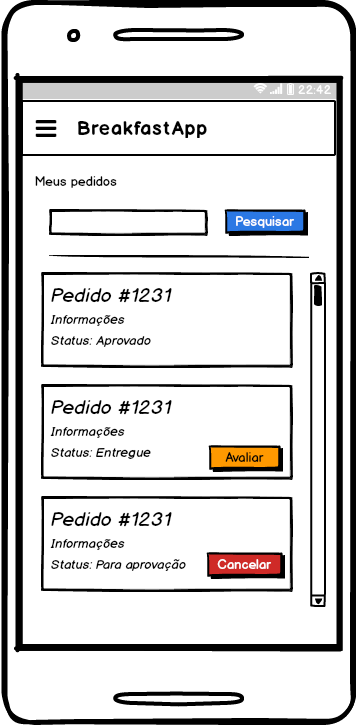 22:42
BreakfastApp
Meus pedidos
Pesquisar
Pedido #1231
Informações
Status: Aprovado
Pedido #1231
Informações
Status: Entregue
Avaliar
Pedido #1231
Informações
Status: Para aprovação
Cancelar